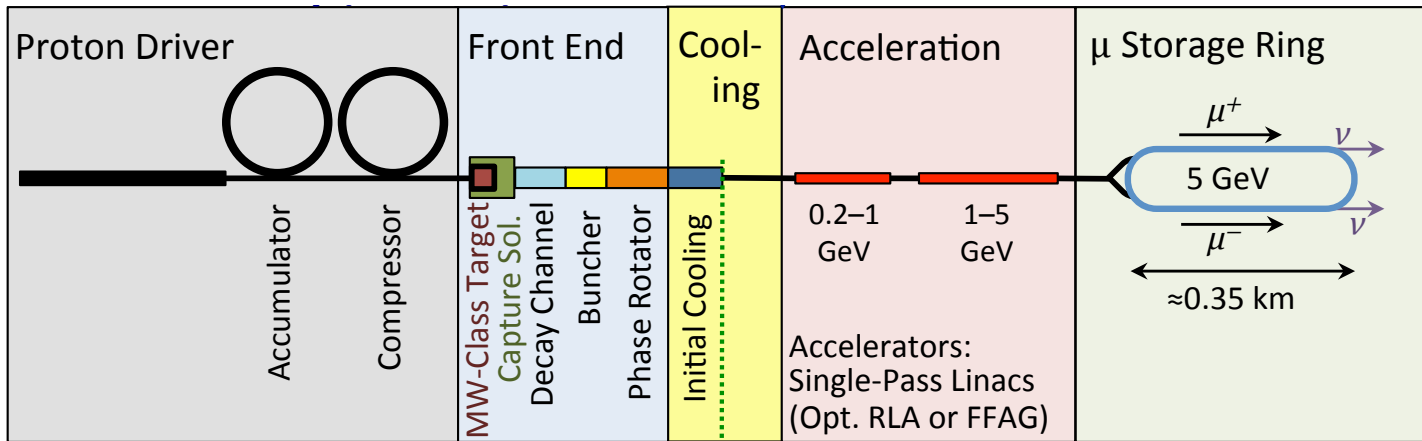 Proton Driver
Accumulator
Compressor
Front End
MW-Class Target
Capture Sol.
Decay Channel
Buncher
Phase Rotator
Cool-
ing
Initial Cooling
Acceleration
0.2–1
GeV
1–5
GeV
Accelerators:
Single-Pass Linacs
(Opt. RLA or FFAG)
μ Storage Ring
μ+
ν
5 GeV
ν
μ−
≈0.35 km